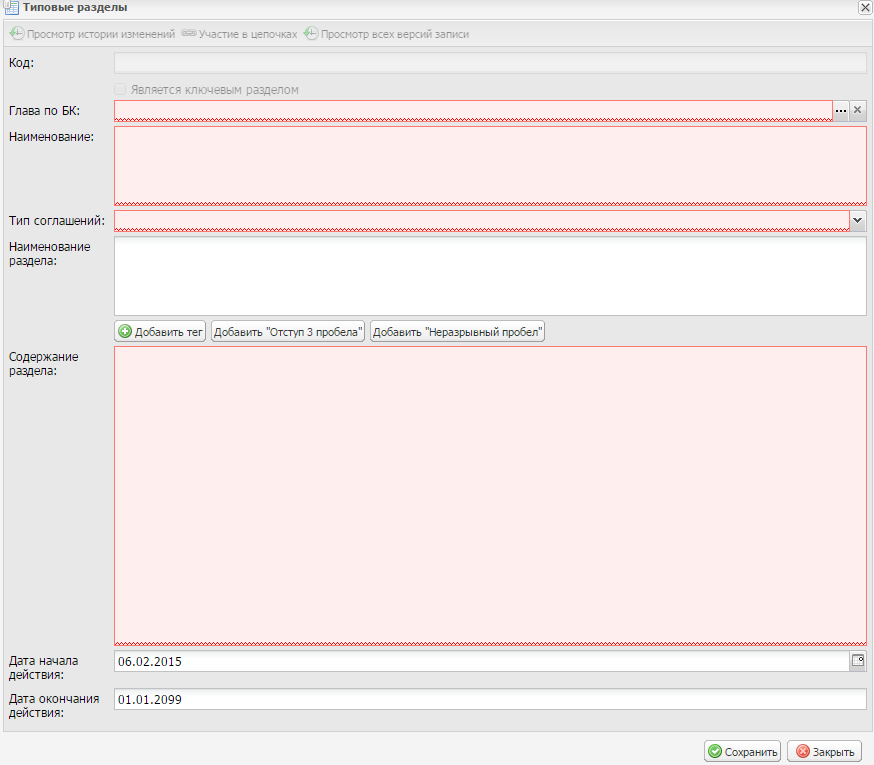 Типовые разделы
Просмотр истории изменений Участие в цепочках Просмотр всех версий записи
Код:
Является ключевым разделом
Глава по БК:
Наименование:
Тип соглашений:
Наименование
раздела:
Добавить тег Добавить "Отступ 3 пробела" Добавить "Неразрывный пробел"
Содержание
раздела:
Дата начала
действия:
06.02.2015
Дата окончания
действия:
01.01.2099
Сохранить Закрыть